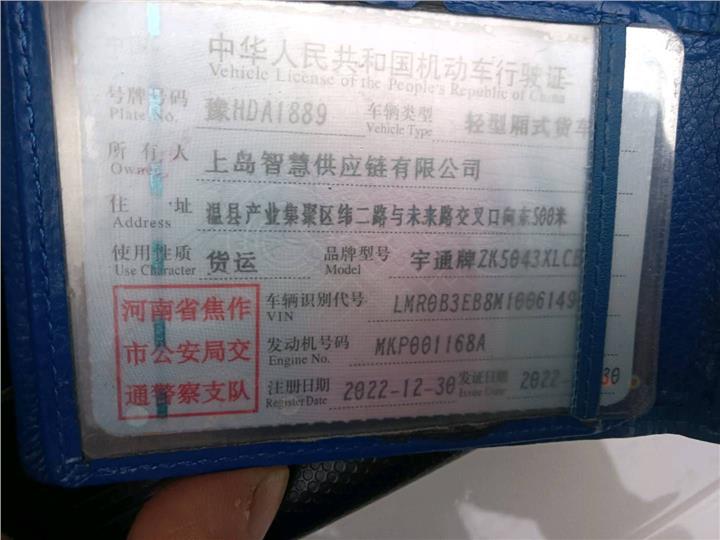 中华人民共和国机动车行驶证
Vehicle License of the People's Republic of China
号牌号码 豫HDA1889 车辆类型 轻型厢式货车
Plate No. Vehicle Type
所有人 上岛智慧供应链有限公司
Owner
住址 温县产业集聚区纬二路与未来路交叉口向东500米
Address
使用性质 货运 品牌型号 宇通牌ZK5043XLC
Use Character Model
河南省焦作
市公安局交
通警察支队
车辆识别代号 LMR0B3EB8M1006149
VIN
发动机号码 MKP001168A
Engine No.
注册日期 2022-12-30 发证日期 2022- 30
Register Date Issue Date